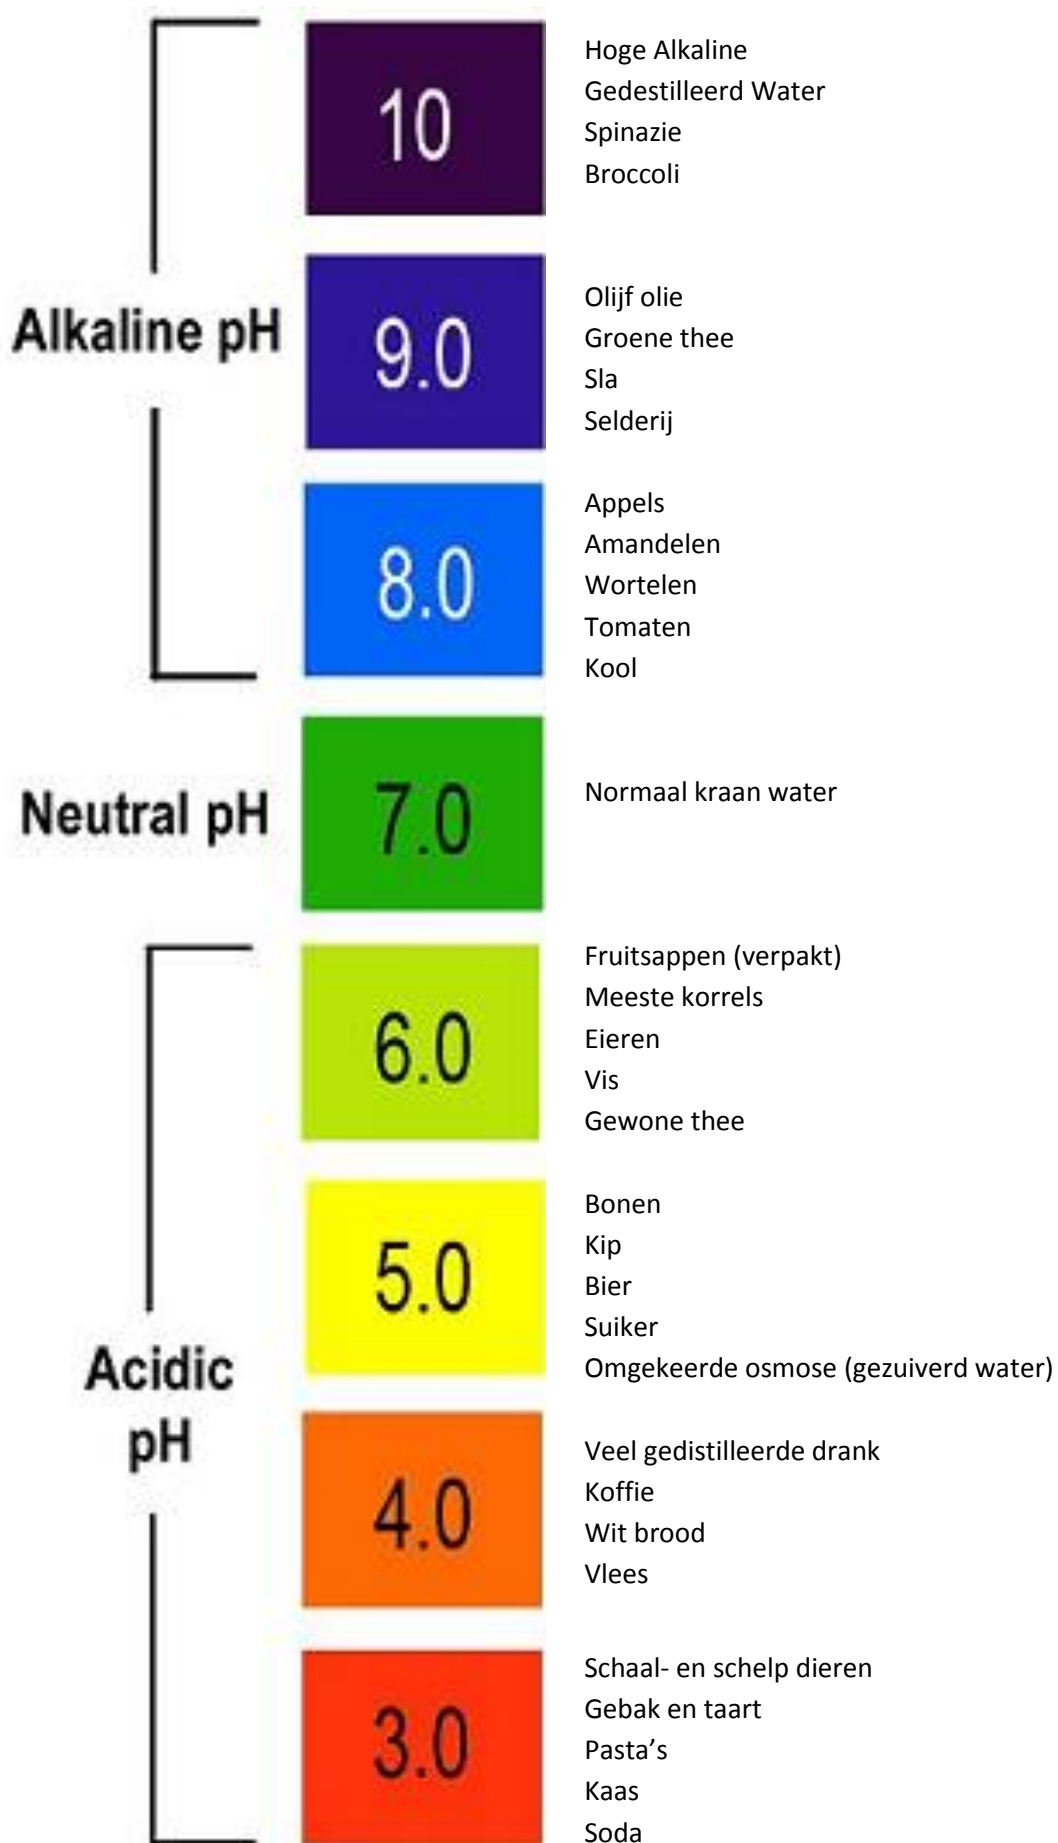 10
Hoge Alkaline
Gedestilleerd Water
Spinazie
Broccoli
Alkaline pH
9.0
Olijf olie
Groene thee
Sla
Selderij
8.0
Appels
Amandelen
Wortelen
Tomaten
Kool
Neutral pH
7.0
Normaal kraan water
6.0
Fruitsappen (verpakt)
Meeste korrels
Eieren
Vis
Gewone thee
Acidic
pH
5.0
Bonen
Kip
Bier
Suiker
Omgekeerde osmose (gezuiverd water)
4.0
Veel gedistilleerde drank
Koffie
Wit brood
Vlees
3.0
Schaal- en schelp dieren
Gebak en taart
Pasta’s
Kaas
Soda